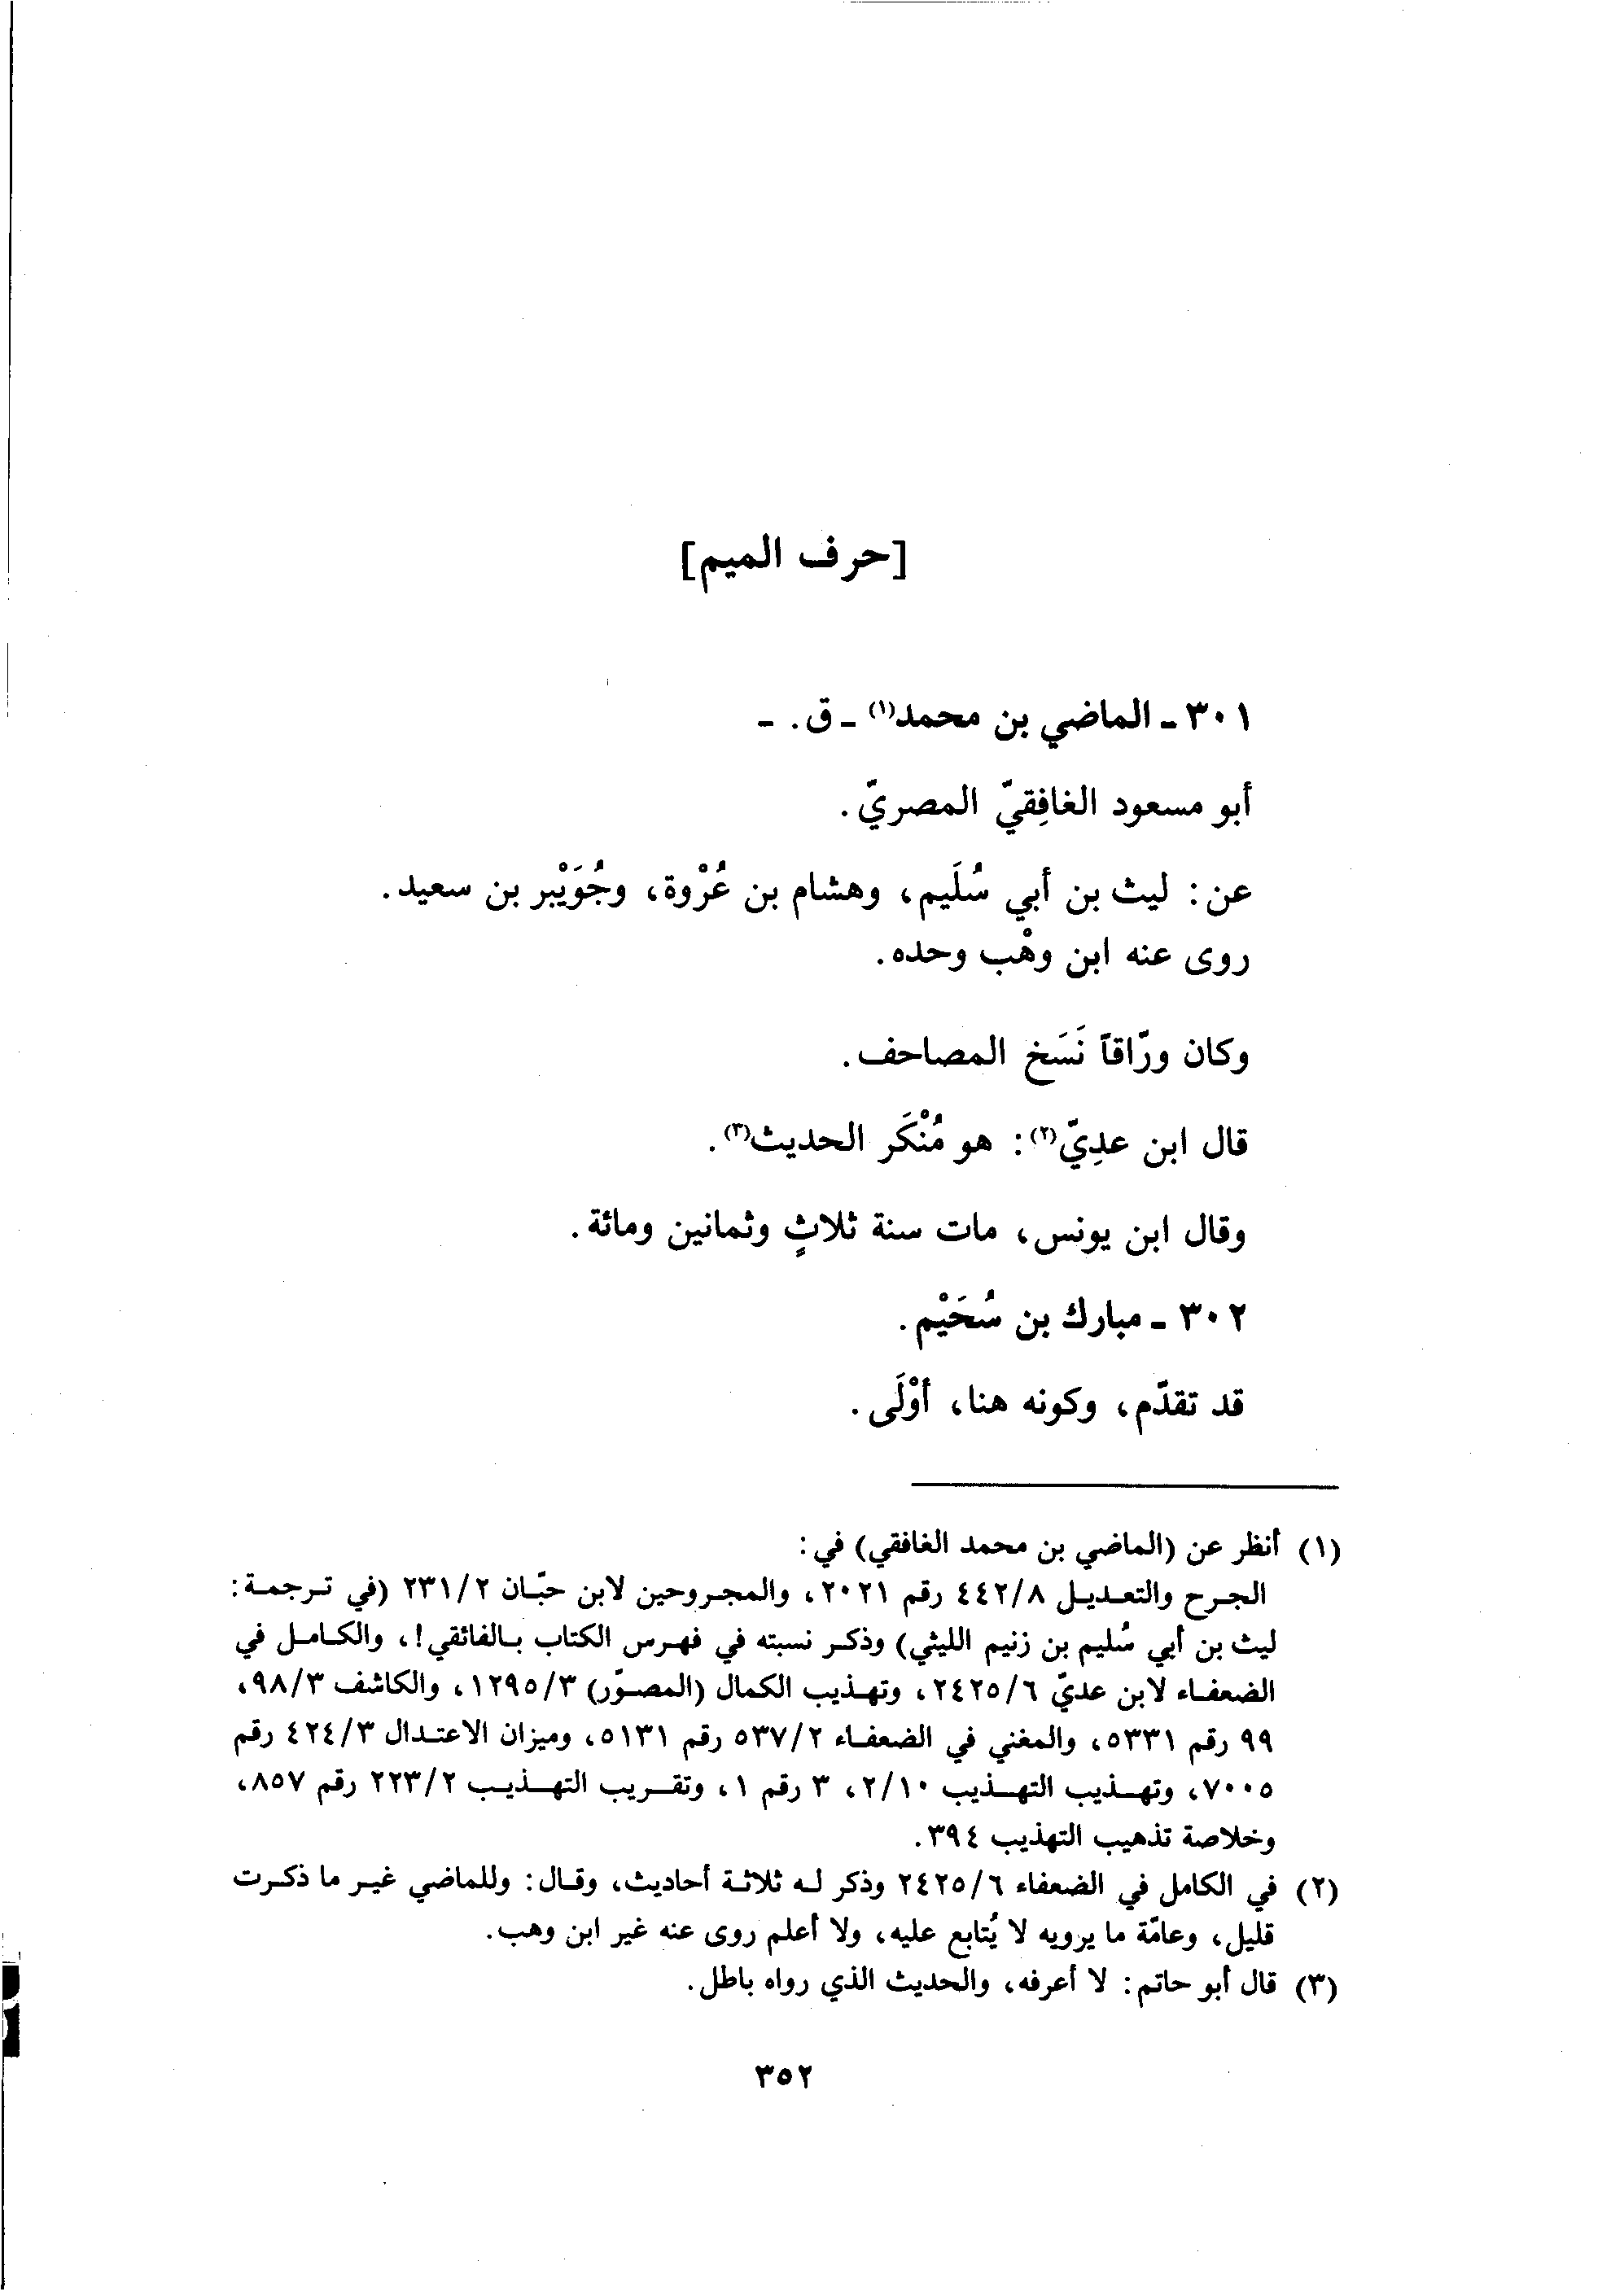 [حرف الميم]
٣٠١ - الماضي بن محمد(١) - ق. -
أبو مسعود الغافِقيّ المصريّ.
عن: ليث بن أبي سُلَيم، وهشام بن عُرْوة، وجُوَيْبر بن سعيد.
روى عنه ابن وهْب وحده.
وكان ورّاقاً نَسَخ المصاحف.
قال ابن عدِيّ(٢): هو مُنْكَر الحديث(٣).
وقال ابن يونس، مات سنة ثلاثٍ وثمانين ومائة.
٣٠٢ - مبارك بن سُحَيْم.
قد تقدّم، وكونه هنا، أوْلَى.
(١) أنظر عن (الماضي بن محمد الغافقي) في:
الجرح والتعديل ٤٤٢/٨ رقم ٢٠٢١، والمجروحين لابن حبّان ٢٣١/٢ (في ترجمة:
ليث بن أبي سُليم بن زنيم الليثي) وذكر نسبته في فهرس الكتاب بالفائقي!، والكامل في
الضعفاء لابن عديّ ٢٤٢٥/٦، وتهذيب الكمال (المصوّر) ١٢٩٥/٣، والكاشف ٩٨/٣،
٩٩ رقم ٥٣٣١، والمغني في الضعفاء ٥٣٧/٢ رقم ٥١٣١، وميزان الاعتدال ٤٢٤/٣ رقم
٧٠٠٥، وتهذيب التهذيب ٢/١٠، ٣ رقم ١، وتقريب التهذيب ٢٢٣/٢ رقم ٨٥٧،
وخلاصة تذهيب التهذيب ٣٩٤.
(٢) في الكامل في الضعفاء ٢٤٢٥/٦ وذكر له ثلاثة أحاديث، وقال: وللماضي غير ما ذكرت
قليل، وعامّة ما يرويه لا يُتابع عليه، ولا أعلم روى عنه غير ابن وهب.
(٣) قال أبو حاتم: لا أعرفه، والحديث الذي رواه باطل.
٣٥٢